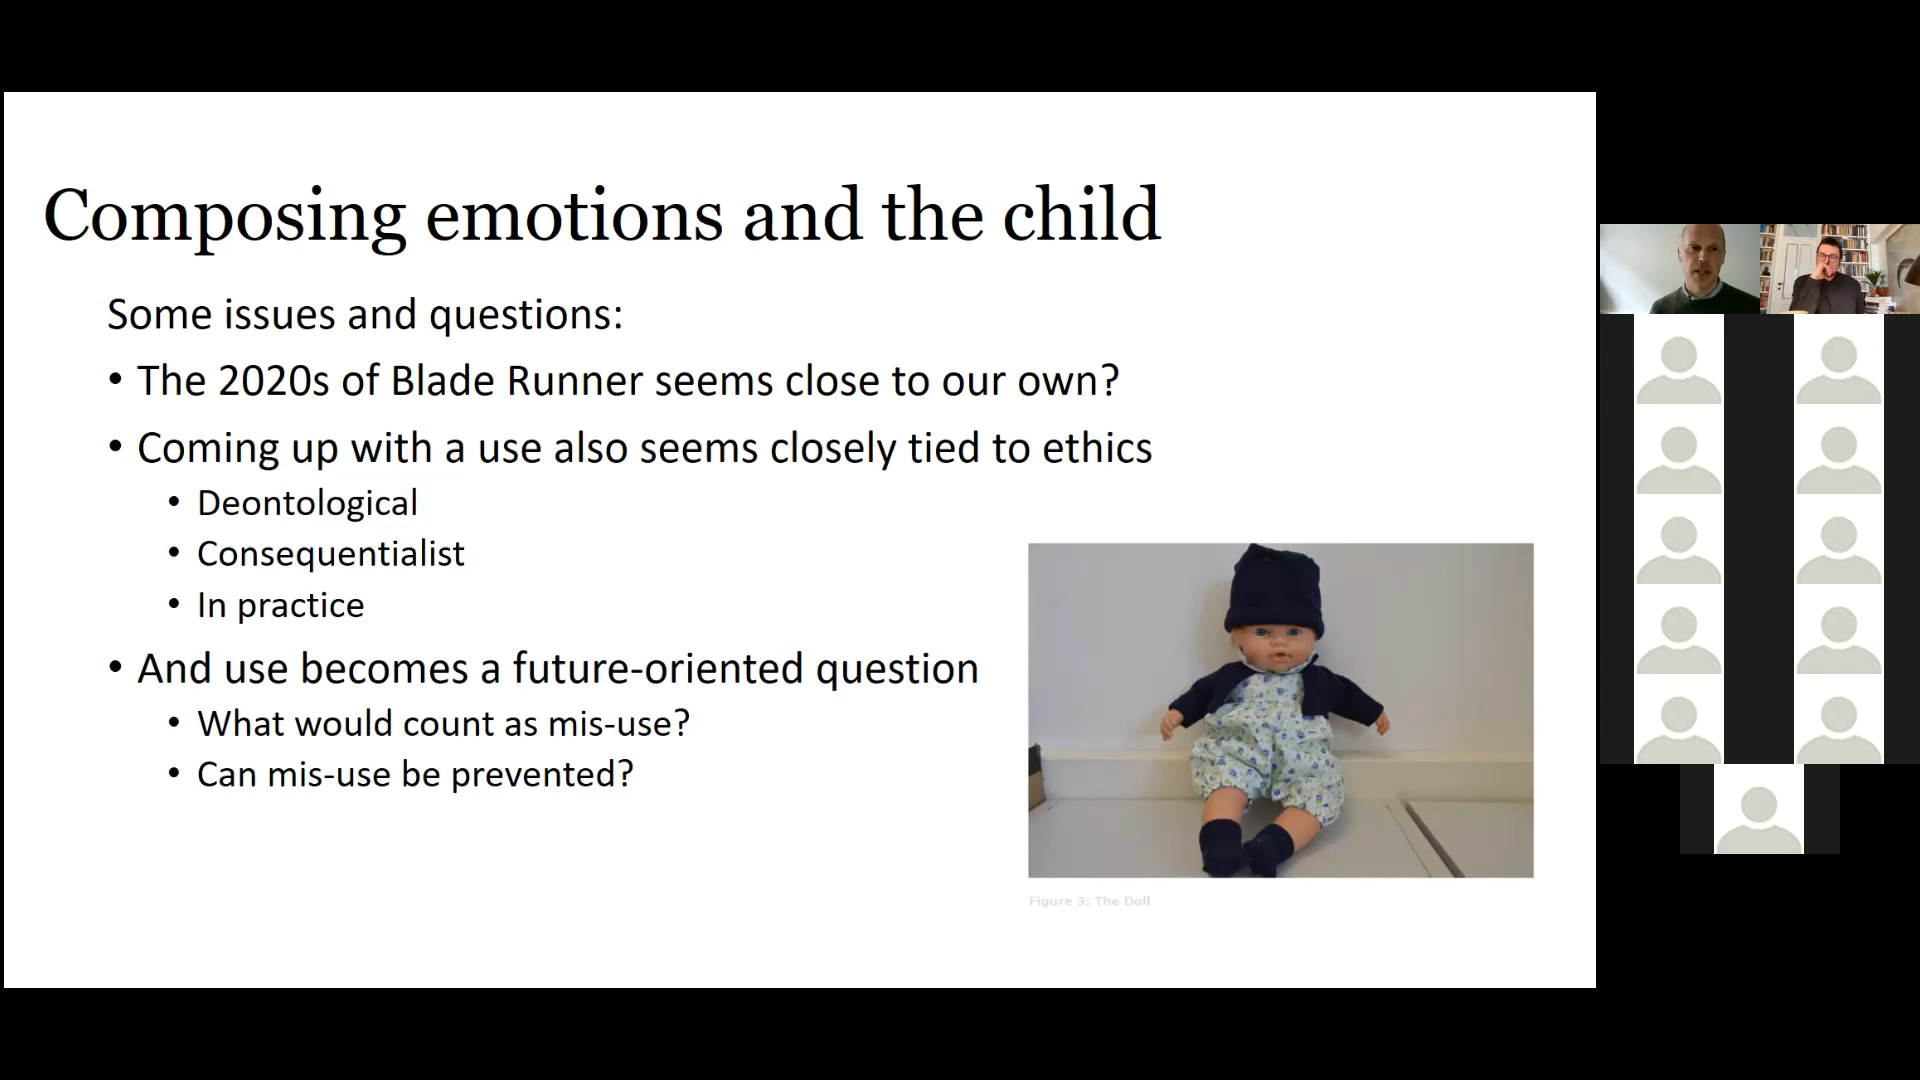 Composing emotions and the child
Some issues and questions:
• The 2020s of Blade Runner seems close to our own?
• Coming up with a use also seems closely tied to ethics
• Deontological
• Consequentialist
• In practice
• And use becomes a future-oriented question
• What would count as mis-use?
• Can mis-use be prevented?
Figure 3: The Doll